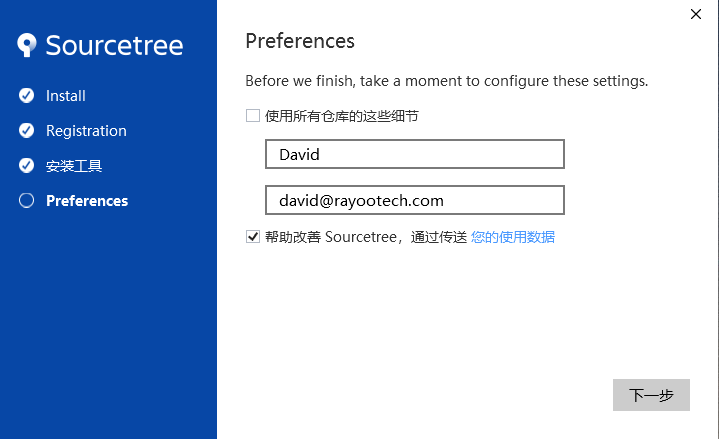 Sourcetree
Install
Registration
安装工具
Preferences
Preferences
Before we finish, take a moment to configure these settings.
使用所有仓库的这些细节
David
david@rayootech.com
帮助改善 Sourcetree，通过传送 您的使用数据
下一步